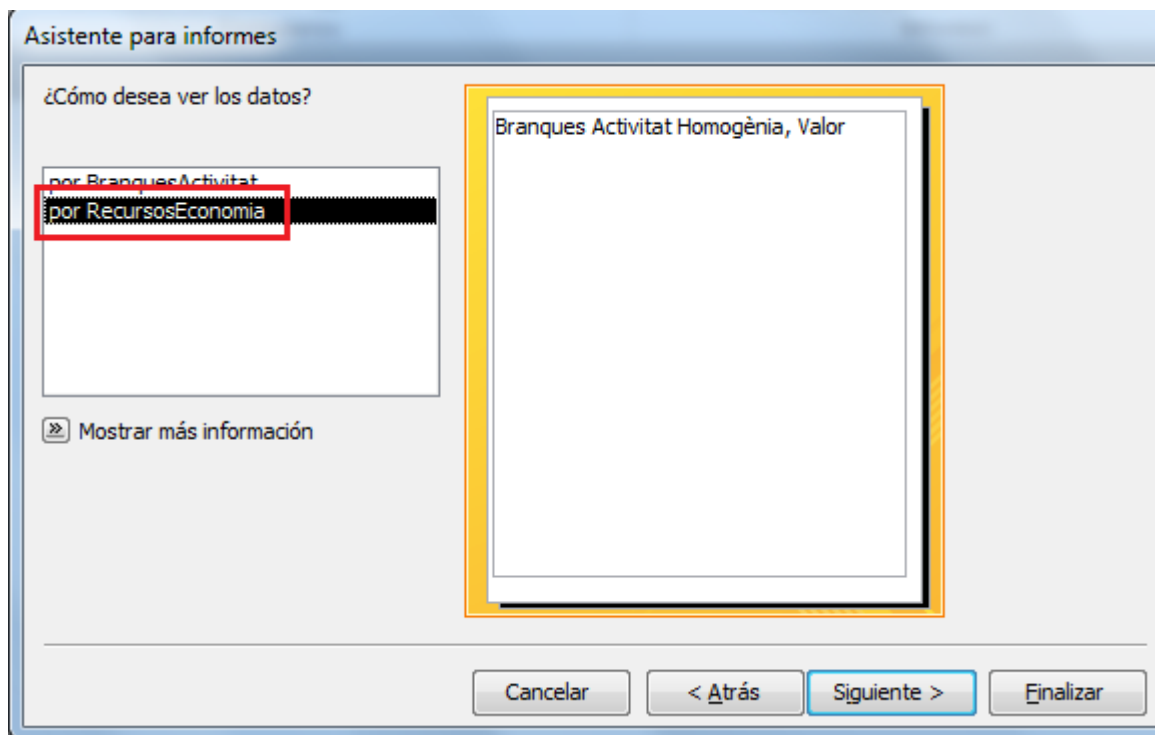 Asistente para informes
¿Cómo desea ver los datos?
Branques Activitat Homogènia, Valor
por BranquesActivitat
por RecursosEconomia
Mostrar más información
Cancelar
< Atrás
Siguiente >
Finalizar